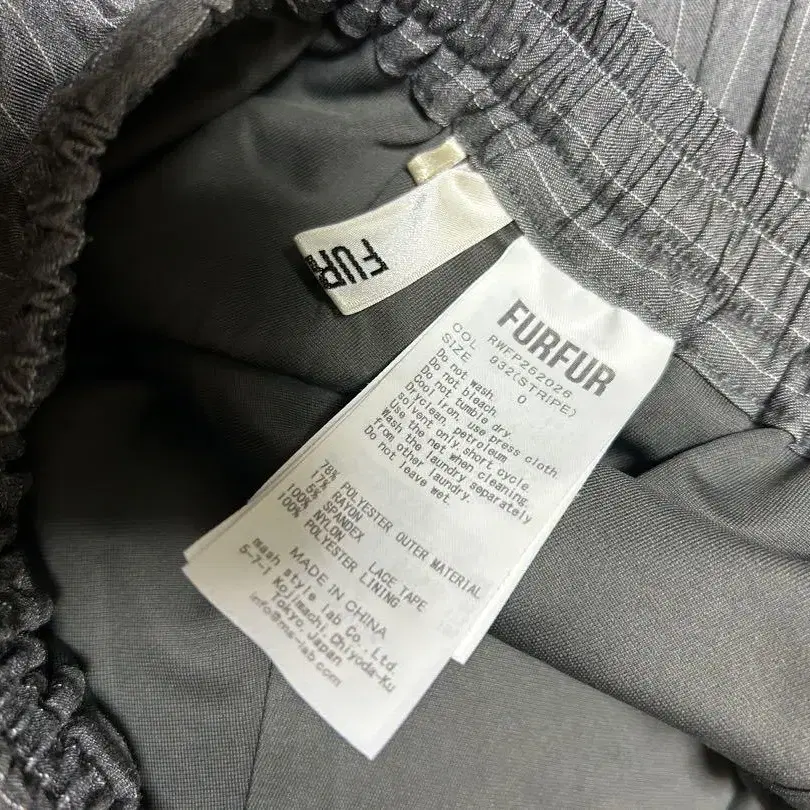 FURFUR
FURFUR
RWFP262026
COL 932(STRIPE)
SIZE 0
Do not wash.
Do not bleach.
Do not tumble dry.
Cool Iron, use press cloth
Dryclean, petroleum
solvent only.short cycle
Use the net when cleaning.
Wash the laundry separately
from other laundry.
Do not leave wet.
78% POLYESTER OUTER MATERIAL
17% RAYON
5% SPANDEX
100% NYLON LACE TAPE
100% POLYESTER LINING
MADE IN CHINA
mash style lab Co., Ltd.
5-7-1 Kojimachi, Chiyoda-Ku
Tokyo, Japan
info@ms-lab.com